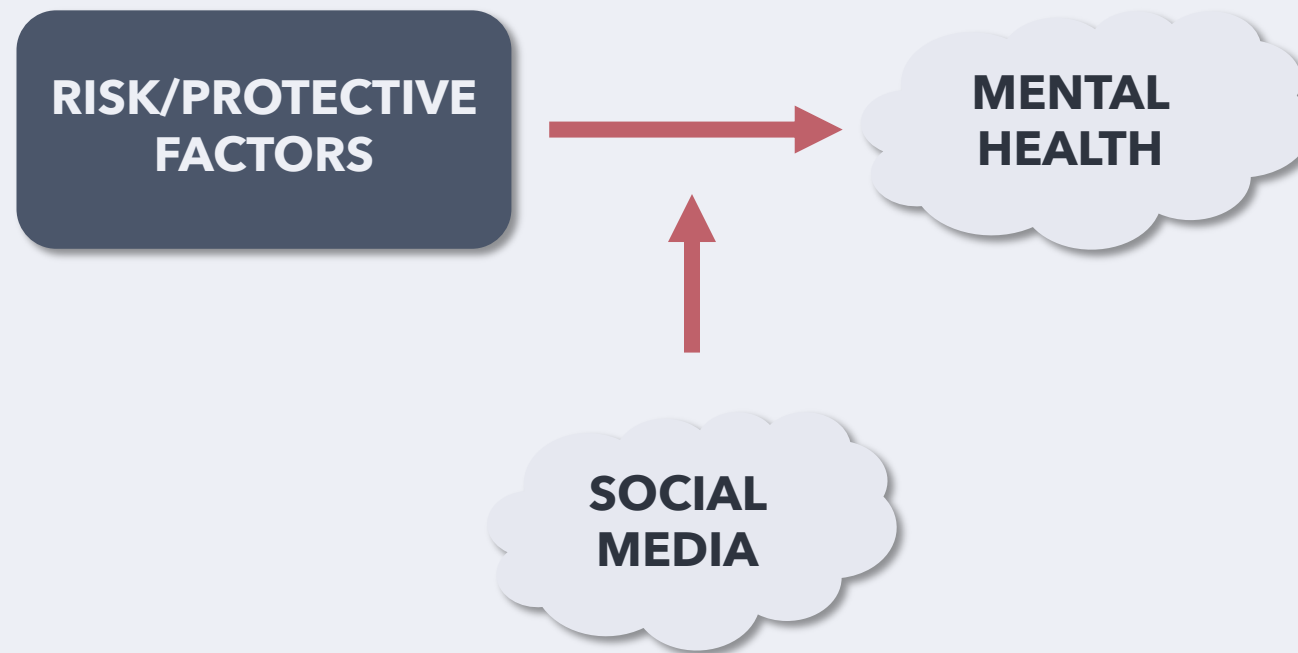 RISK/PROTECTIVE
FACTORS
MENTAL
HEALTH
SOCIAL
MEDIA